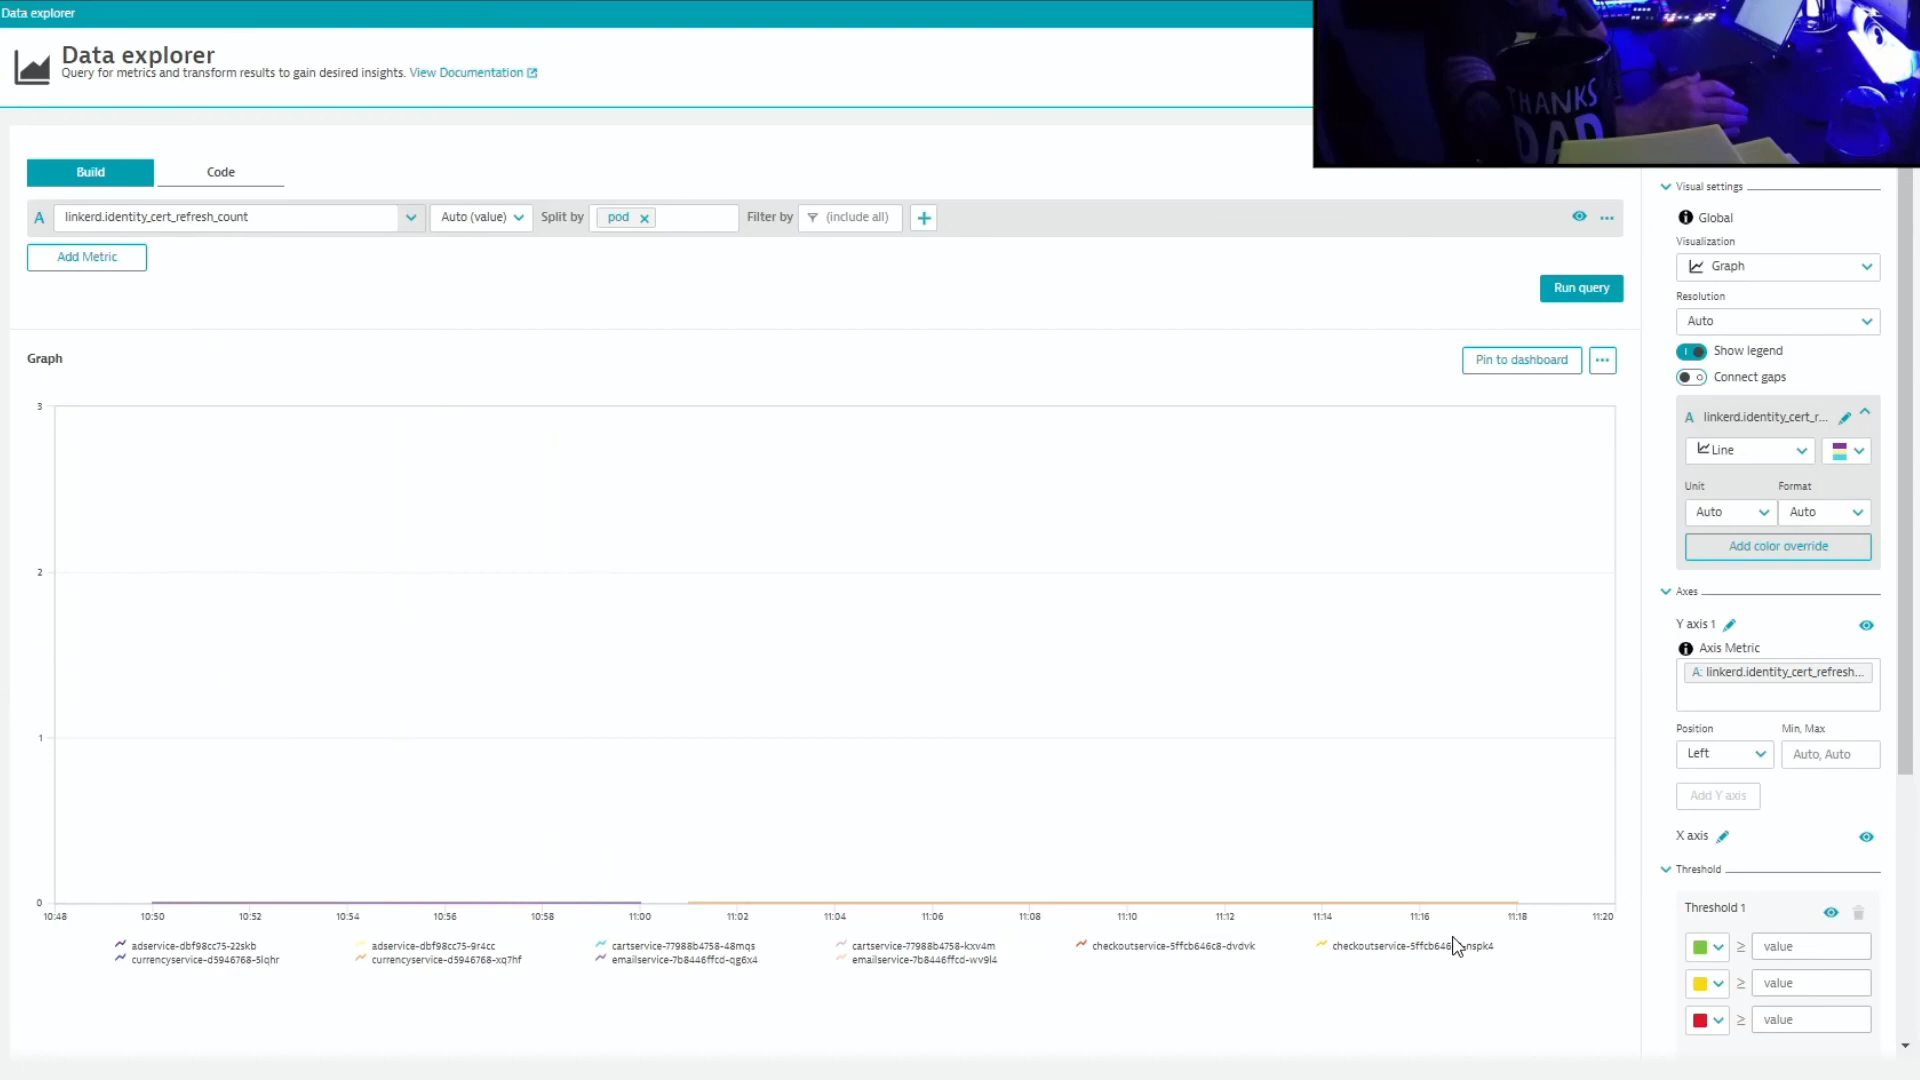 Data explorer
Data explorer
Query for metrics and transform results to gain desired insights. View Documentation
THANKS
DAD
Build Code
A linkerd.identity_cert_refresh_count Auto (value) Split by pod Filter by (include all)
Add Metric
Run query
Graph
Pin to dashboard
3
2
1
0
10:48 10:50 10:52 10:54 10:56 10:58 11:00 11:02 11:04 11:06 11:08 11:10 11:12 11:14 11:16 11:18 11:20
adservice-dbf98cc75-22skb adservice-dbf98cc75-9r4cc cartservice-77988b4758-48mqs cartservice-77988b4758-kxv4m checkoutservice-5ffcb646c8-dvdvk checkoutservice-5ffcb646 nspk4
currencyservice-d5946768-5lqhr currencyservice-d5946768-xq7hf emailservice-7b8446ffcd-qg6x4 emailservice-7b8446ffcd-wv9l4
Visual settings
Global
Visualization
Graph
Resolution
Auto
Show legend
Connect gaps
A linkerd.identity_cert_r...
Line
Unit Format
Auto Auto
Add color override
Axes
Y axis 1
Axis Metric
A: linkerd.identity_cert_refresh...
Position Min, Max
Left Auto, Auto
Add Y axis
X axis
Threshold
Threshold 1
≥ value
≥ value
≥ value